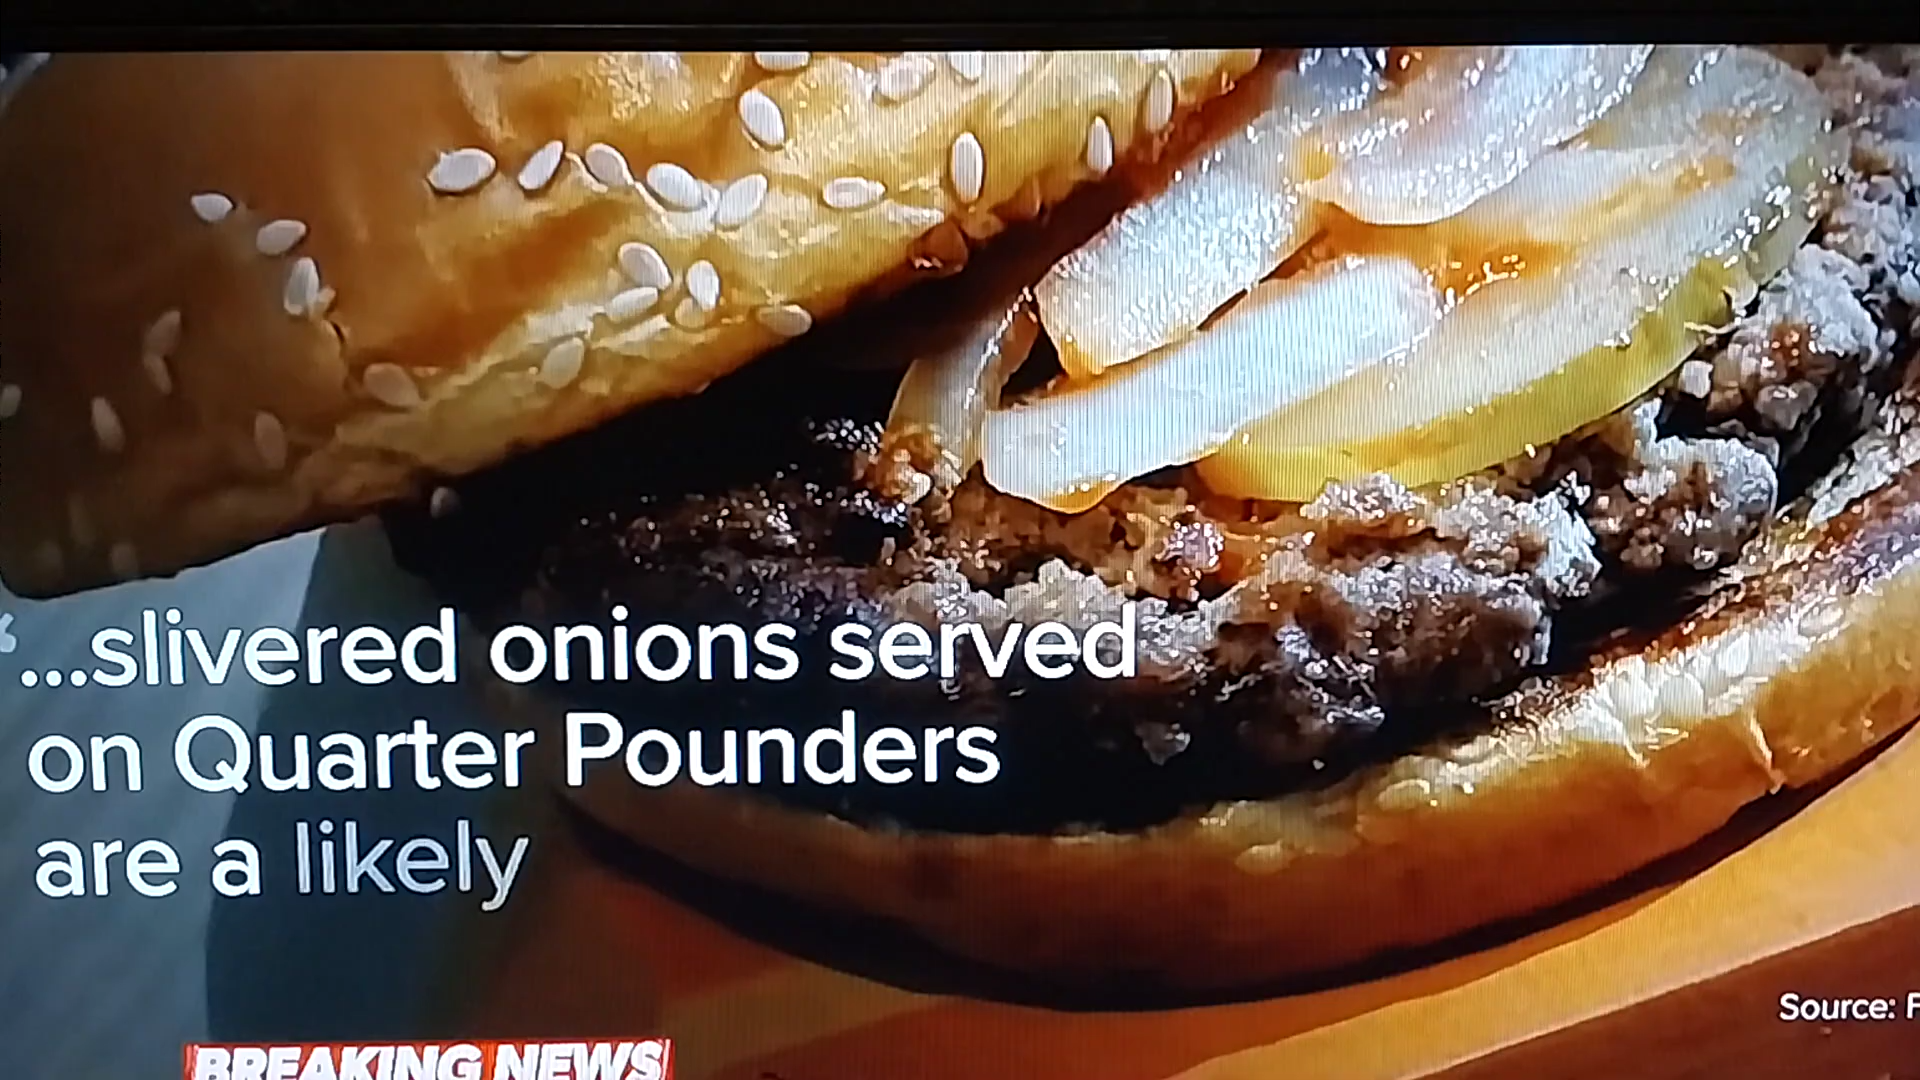 “...slivered onions served
on Quarter Pounders
are a likely
Source: F
BREAKING NEWS